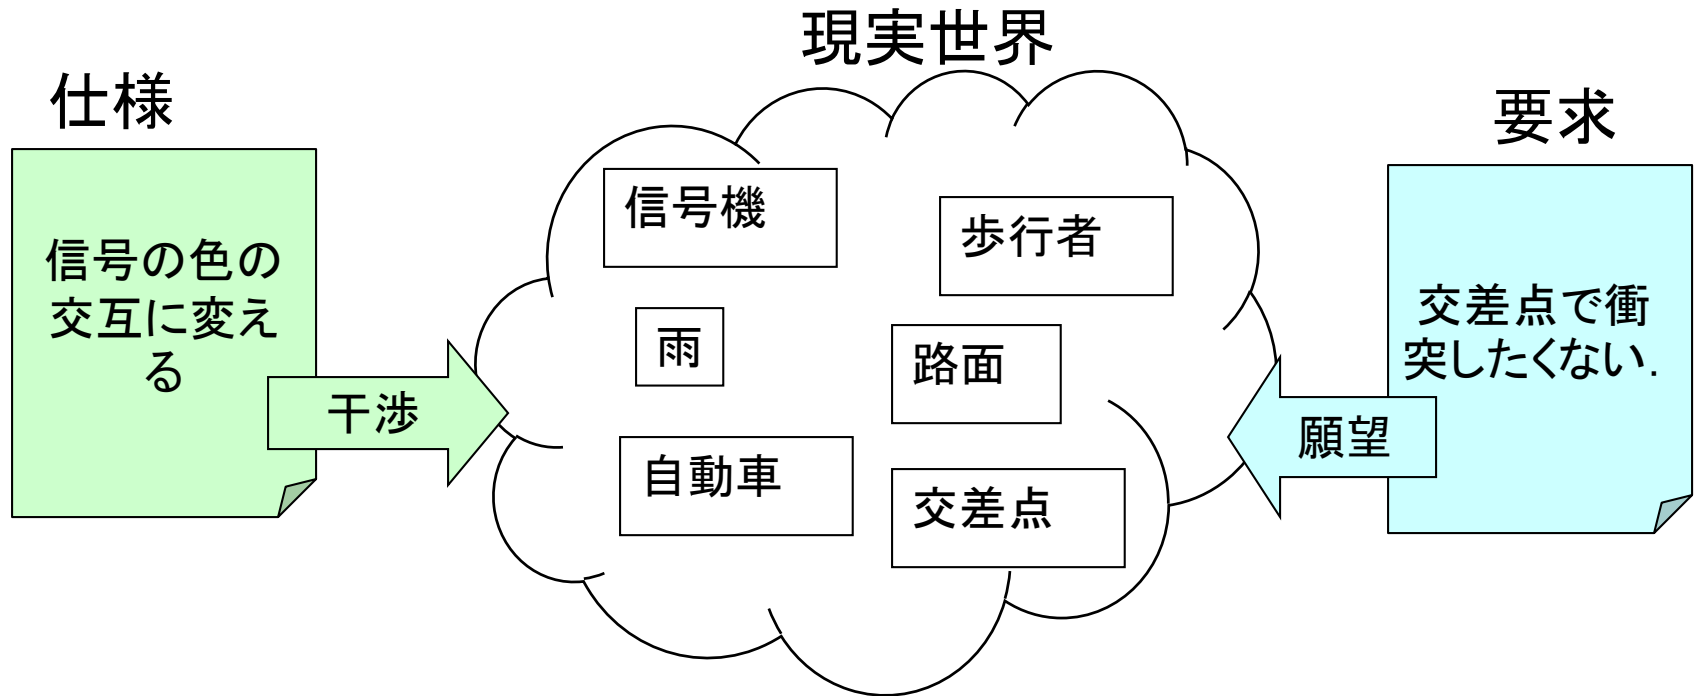 現実世界
仕様
要求
信号の色の
交互に変え
る
干渉
信号機
歩行者
雨
路面
自動車
交差点
交差点で衝
突したくない.
願望